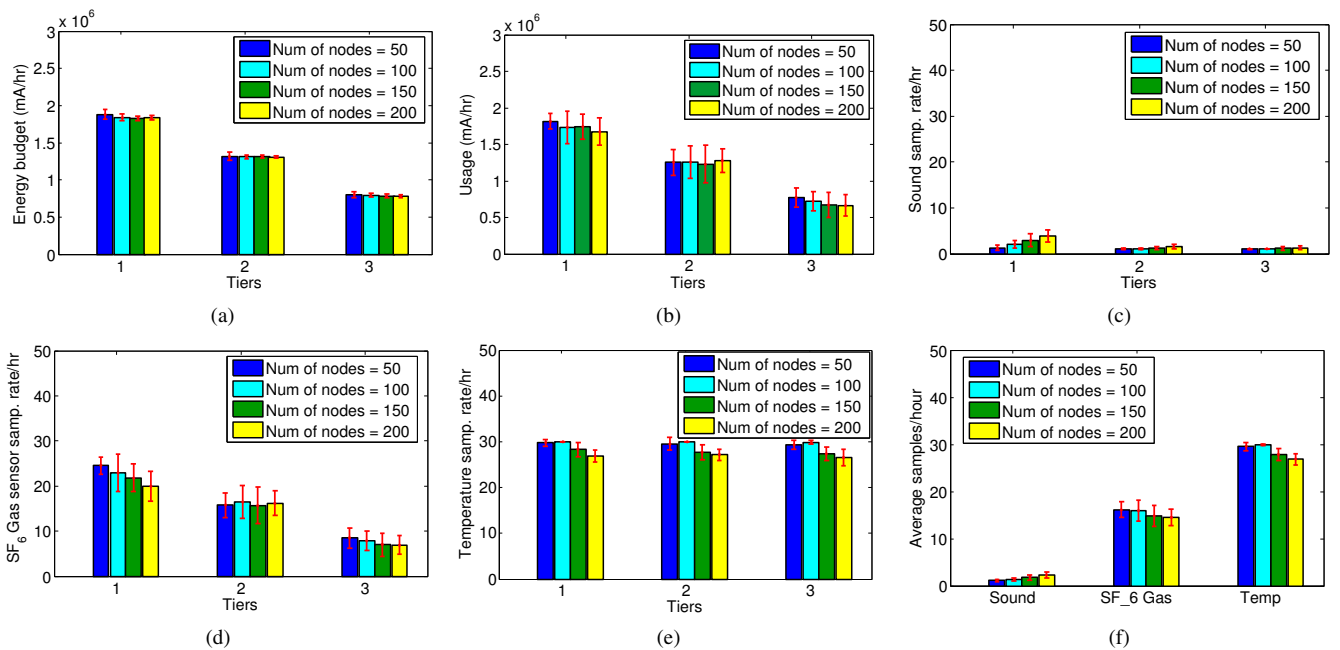 x 10^6
Energy budget (mA/hr)
3
2.5
2
1.5
1
0.5
0
Num of nodes = 50
Num of nodes = 100
Num of nodes = 150
Num of nodes = 200
1 2 3
Tiers
(a)
x 10^6
Usage (mA/hr)
3
2.5
2
1.5
1
0.5
0
Num of nodes = 50
Num of nodes = 100
Num of nodes = 150
Num of nodes = 200
1 2 3
Tiers
(b)
Sound samp. rate/hr
50
40
30
20
10
0
Num of nodes = 50
Num of nodes = 100
Num of nodes = 150
Num of nodes = 200
1 2 3
Tiers
(c)
SF_6 Gas sensor samp. rate/hr
50
40
30
20
10
0
Num of nodes = 50
Num of nodes = 100
Num of nodes = 150
Num of nodes = 200
1 2 3
Tiers
(d)
Temperature samp. rate/hr
50
40
30
20
10
0
Num of nodes = 50
Num of nodes = 100
Num of nodes = 150
Num of nodes = 200
1 2 3
Tiers
(e)
Average samples/hour
50
40
30
20
10
0
Num of nodes = 50
Num of nodes = 100
Num of nodes = 150
Num of nodes = 200
Sound SF_6 Gas Temp
(f)